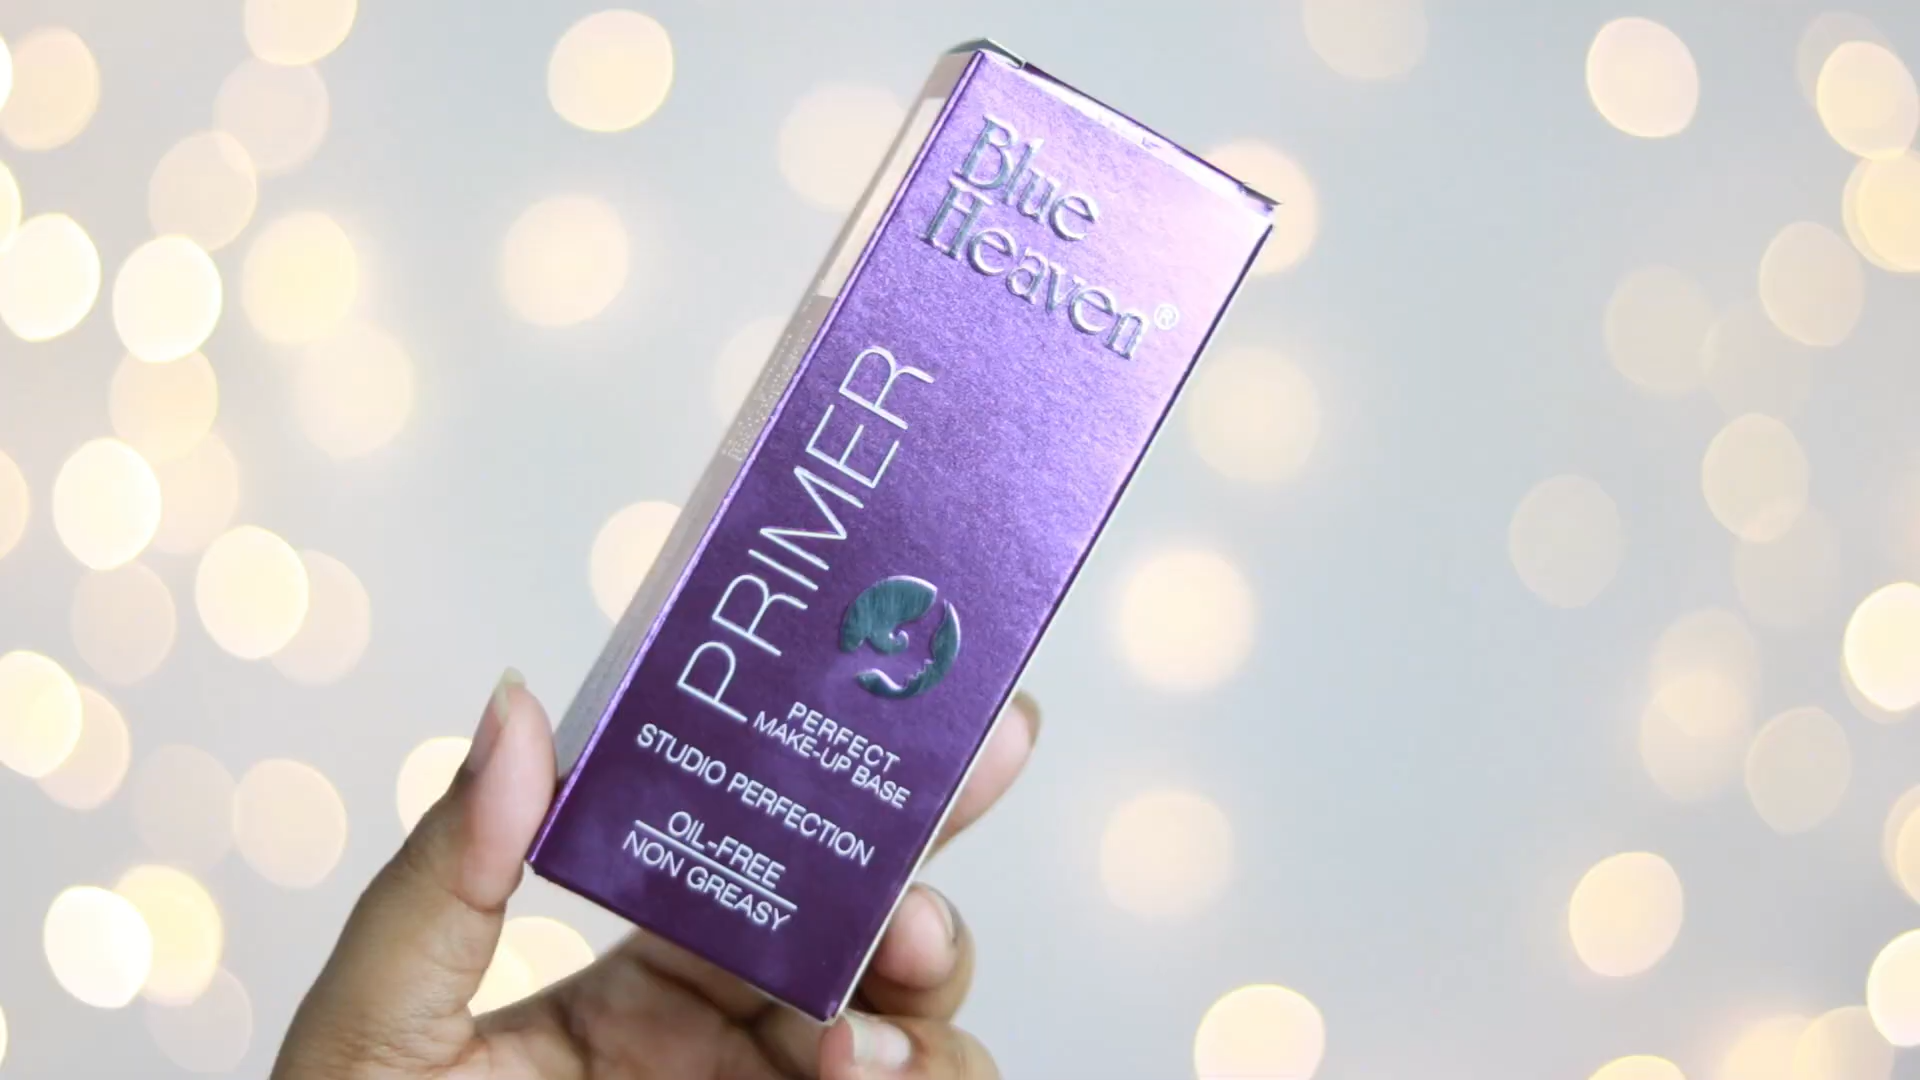 Blue
Heaven®
PRIMER
PERFECT
MAKE-UP BASE
STUDIO PERFECTION
OIL-FREE
NON GREASY